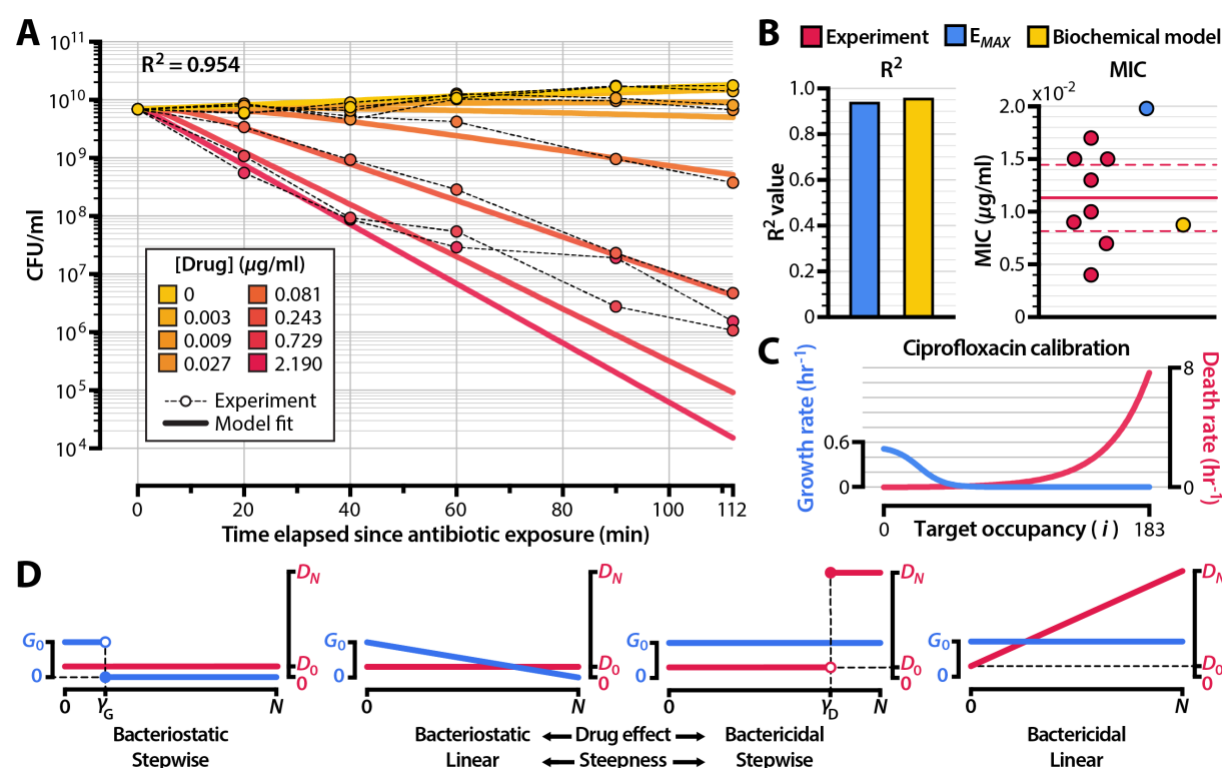 A
R² = 0.954
CFU/ml
10¹¹
10¹⁰
10⁹
10⁸
10⁷
10⁶
10⁵
10⁴
[Drug] (µg/ml)
0 0.081
0.003 0.243
0.009 0.729
0.027 2.190
Experiment
Model fit
0 20 40 60 80 100 112
Time elapsed since antibiotic exposure (min)
B
Experiment E_MAX Biochemical model
R²
R² value
1.0
0.8
0.6
0.4
0.2
0
MIC
MIC (µg/ml)
2.0 x10⁻²
1.5
1.0
0.5
0
C
Ciprofloxacin calibration
Growth rate (hr⁻¹)
0.6
0
8
0
Death rate (hr⁻¹)
0 183
Target occupancy (i)
D
G₀
0
D_N
D₀
0
0 γ_G N
Bacteriostatic
Stepwise
G₀
0
D_N
D₀
0
0 N
Bacteriostatic
Linear
Drug effect
Steepness
G₀
0
D_N
D₀
0
0 γ_D N
Bactericidal
Stepwise
G₀
0
D_N
D₀
0
0 N
Bactericidal
Linear